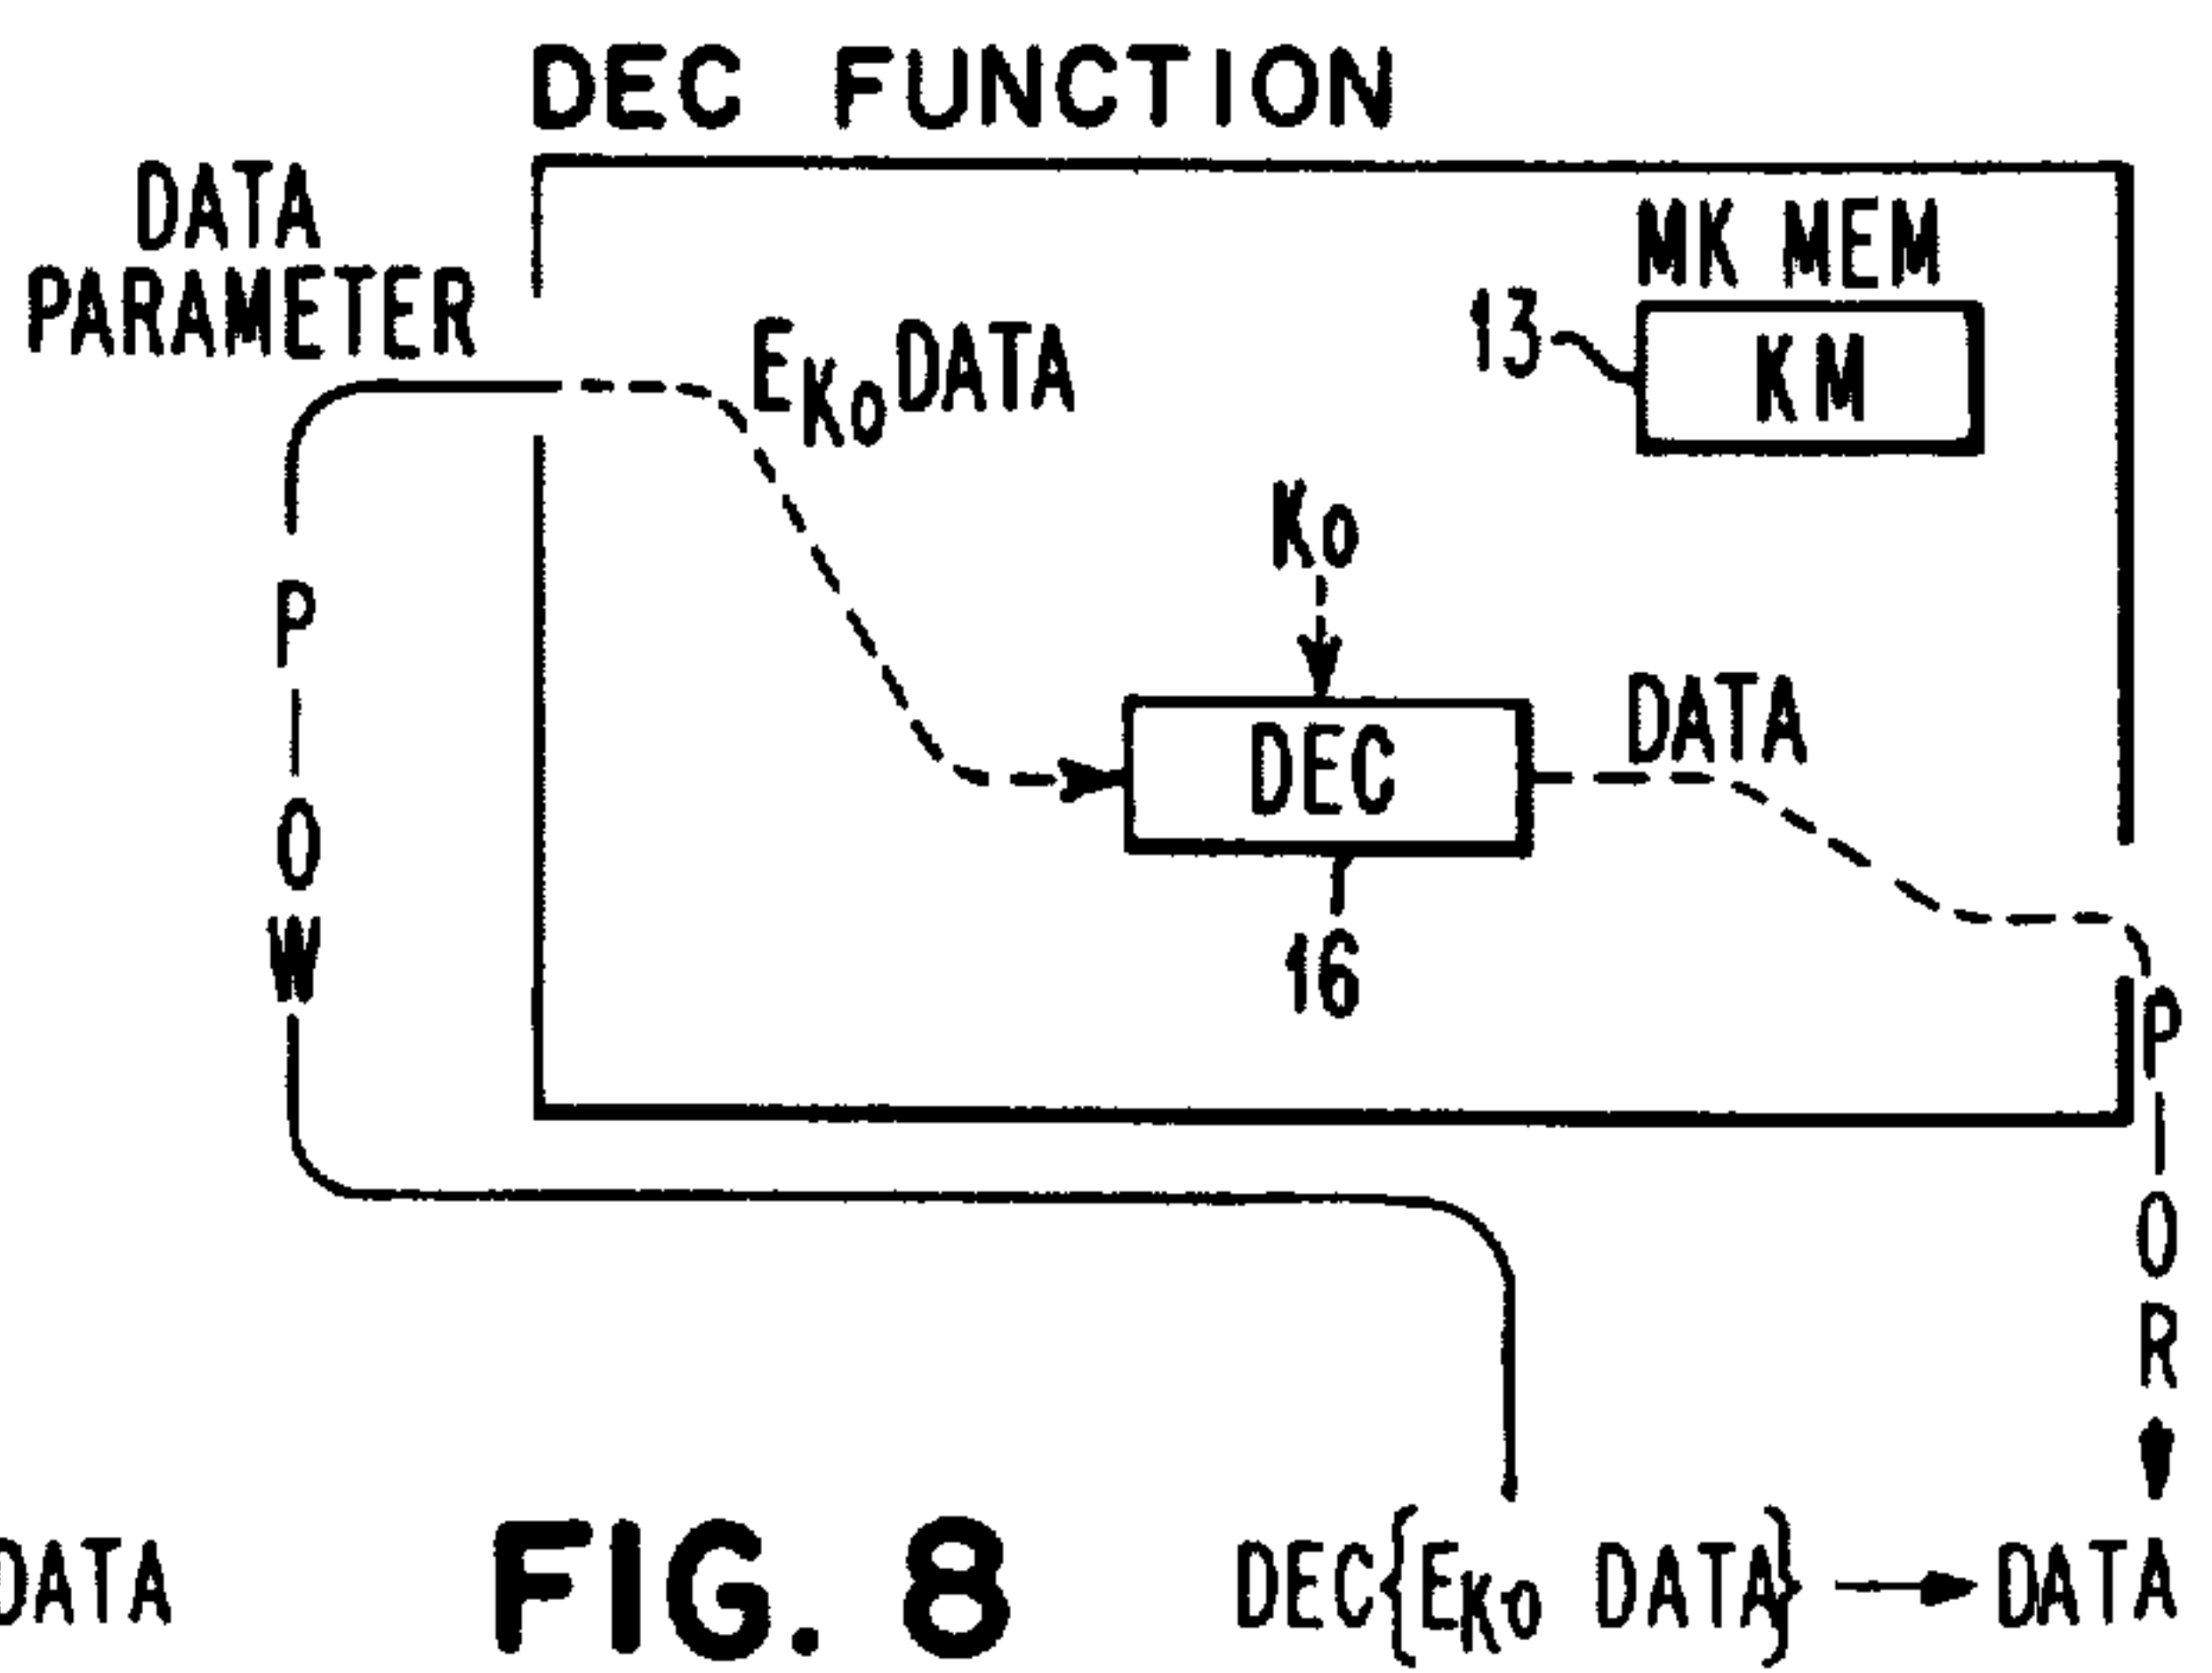 DEC FUNCTION
DATA
PARAMETER
MK MEM
13
KM
EKoDATA
Ko
P
I
O
W
DEC
DATA
16
P
I
O
R
DATA
FIG. 8
DEC{EKo DATA} → DATA